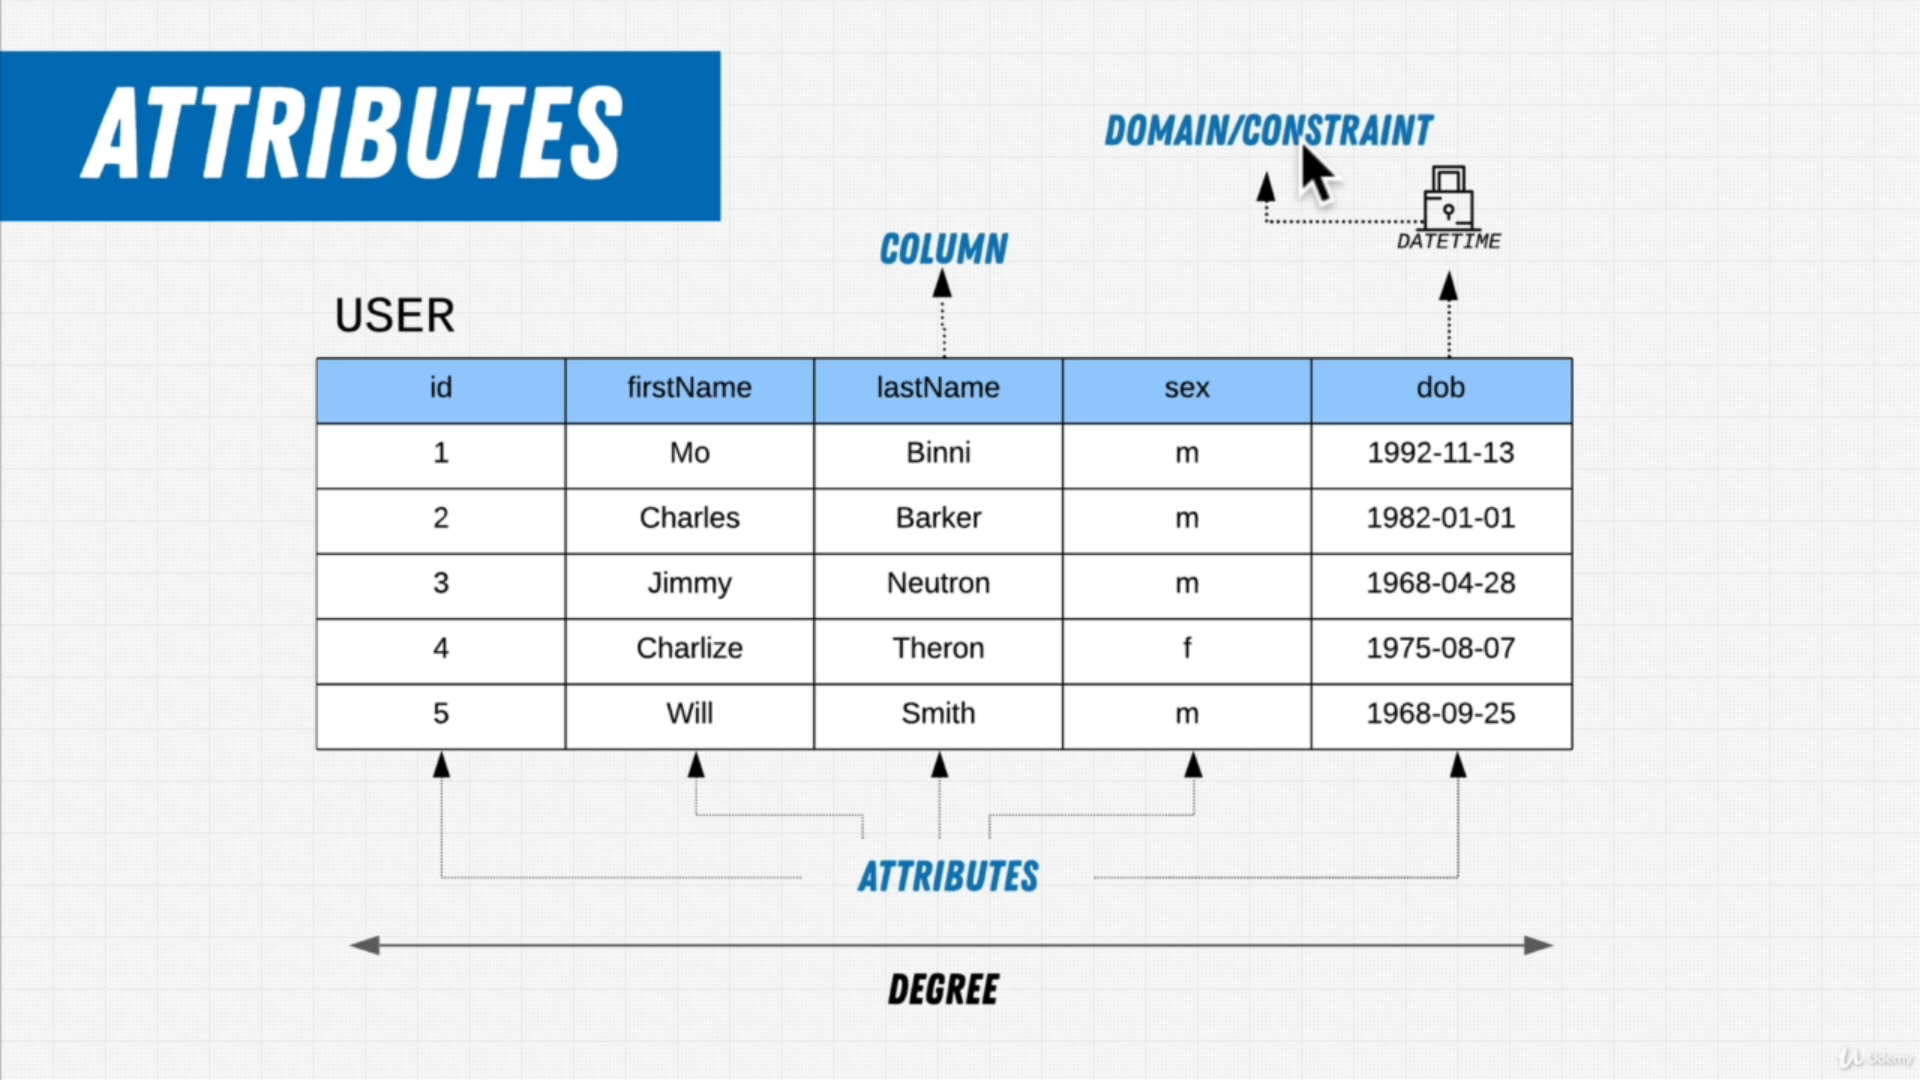 ATTRIBUTES
DOMAIN/CONSTRAINT
DATETIME
COLUMN
USER
id firstName lastName sex dob
1 Mo Binni m 1992-11-13
2 Charles Barker m 1982-01-01
3 Jimmy Neutron m 1968-04-28
4 Charlize Theron f 1975-08-07
5 Will Smith m 1968-09-25
ATTRIBUTES
DEGREE
Udemy